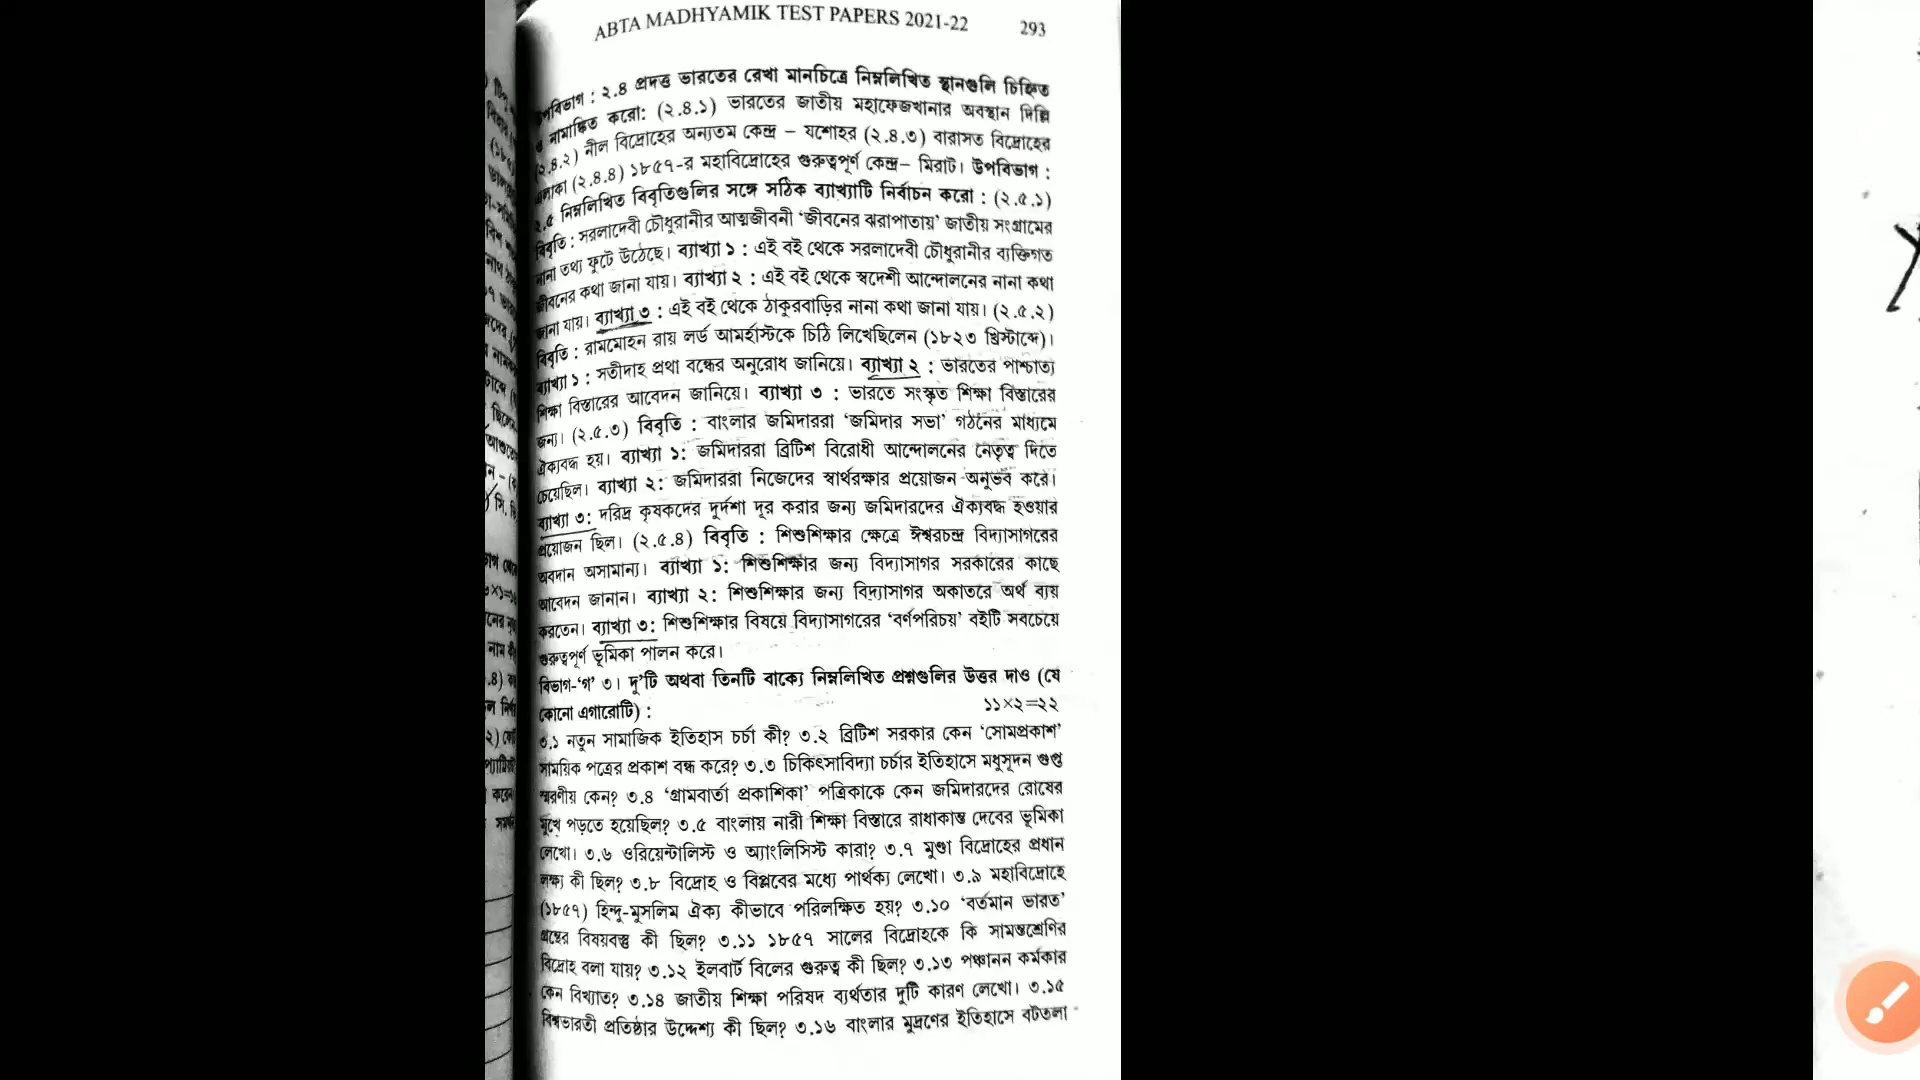 ABTA MADHYAMIK TEST PAPERS 2021-22 293
উপবিভাগ : ২.৪ প্রদত্ত ভারতের রেখা মানচিত্রে নিম্নলিখিত স্থানগুলি চিহ্নিত
ও নামাঙ্কিত করো: (২.৪.১) ভারতের জাতীয় মহাফেজখানার অবস্থান দিল্লি
(২.৪.২) নীল বিদ্রোহের অন্যতম কেন্দ্র – যশোহর (২.৪.৩) বারাসত বিদ্রোহের
এলাকা (২.৪.৪) ১৮৫৭-র মহাবিদ্রোহের গুরুত্বপূর্ণ কেন্দ্র– মিরাট। উপবিভাগ :
২.৫ নিম্নলিখিত বিবৃতিগুলির সঙ্গে সঠিক ব্যাখ্যাটি নির্বাচন করো : (২.৫.১)
বিবৃতি : সরলাদেবী চৌধুরানীর আত্মজীবনী ‘জীবনের ঝরাপাতায়’ জাতীয় সংগ্রামের
নানা তথ্য ফুটে উঠেছে। ব্যাখ্যা ১ : এই বই থেকে সরলাদেবী চৌধুরানীর ব্যক্তিগত
জীবনের কথা জানা যায়। ব্যাখ্যা ২ : এই বই থেকে স্বদেশী আন্দোলনের নানা কথা
জানা যায়। ব্যাখ্যা ৩ : এই বই থেকে ঠাকুরবাড়ির নানা কথা জানা যায়। (২.৫.২)
বিবৃতি : রামমোহন রায় লর্ড আমর্হাস্টকে চিঠি লিখেছিলেন (১৮২৩ খ্রিস্টাব্দে)।
ব্যাখ্যা ১ : সতীদাহ প্রথা বন্ধের অনুরোধ জানিয়ে। ব্যাখ্যা ২ : ভারতের পাশ্চাত্য
শিক্ষা বিস্তারের আবেদন জানিয়ে। ব্যাখ্যা ৩ : ভারতে সংস্কৃত শিক্ষা বিস্তারের
জন্য। (২.৫.৩) বিবৃতি : বাংলার জমিদাররা ‘জমিদার সভা’ গঠনের মাধ্যমে
ঐক্যবদ্ধ হয়। ব্যাখ্যা ১: জমিদাররা ব্রিটিশ বিরোধী আন্দোলনের নেতৃত্ব দিতে
চেয়েছিল। ব্যাখ্যা ২: জমিদাররা নিজেদের স্বার্থরক্ষার প্রয়োজন অনুভব করে।
ব্যাখ্যা ৩: দরিদ্র কৃষকদের দুর্দশা দূর করার জন্য জমিদারদের ঐক্যবদ্ধ হওয়ার
প্রয়োজন ছিল। (২.৫.৪) বিবৃতি : শিশুশিক্ষার ক্ষেত্রে ঈশ্বরচন্দ্র বিদ্যাসাগরের
অবদান অসামান্য। ব্যাখ্যা ১: শিশুশিক্ষার জন্য বিদ্যাসাগর সরকারের কাছে
আবেদন জানান। ব্যাখ্যা ২: শিশুশিক্ষার জন্য বিদ্যাসাগর অকাতরে অর্থ ব্যয়
করতেন। ব্যাখ্যা ৩: শিশুশিক্ষার বিষয়ে বিদ্যাসাগরের ‘বর্ণপরিচয়’ বইটি সবচেয়ে
গুরুত্বপূর্ণ ভূমিকা পালন করে।
বিভাগ-‘গ’ ৩। দু’টি অথবা তিনটি বাক্যে নিম্নলিখিত প্রশ্নগুলির উত্তর দাও (যে
কোনো এগারোটি) : ১১×২=২২
৩.১ নতুন সামাজিক ইতিহাস চর্চা কী? ৩.২ ব্রিটিশ সরকার কেন ‘সোমপ্রকাশ’
সাময়িক পত্রের প্রকাশ বন্ধ করে? ৩.৩ চিকিৎসাবিদ্যা চর্চার ইতিহাসে মধুসূদন গুপ্ত
স্মরণীয় কেন? ৩.৪ ‘গ্রামবার্তা প্রকাশিকা’ পত্রিকাকে কেন জমিদারদের রোষের
মুখে পড়তে হয়েছিল? ৩.৫ বাংলায় নারী শিক্ষা বিস্তারে রাধাকান্ত দেবের ভূমিকা
লেখো। ৩.৬ ওরিয়েন্টালিস্ট ও অ্যাংলিসিস্ট কারা? ৩.৭ মুণ্ডা বিদ্রোহের প্রধান
লক্ষ্য কী ছিল? ৩.৮ বিদ্রোহ ও বিপ্লবের মধ্যে পার্থক্য লেখো। ৩.৯ মহাবিদ্রোহে
(১৮৫৭) হিন্দু-মুসলিম ঐক্য কীভাবে পরিলক্ষিত হয়? ৩.১০ ‘বর্তমান ভারত’
গ্রন্থের বিষয়বস্তু কী ছিল? ৩.১১ ১৮৫৭ সালের বিদ্রোহকে কি সামন্তশ্রেণির
বিদ্রোহ বলা যায়? ৩.১২ ইলবার্ট বিলের গুরুত্ব কী ছিল? ৩.১৩ পঞ্চানন কর্মকার
কেন বিখ্যাত? ৩.১৪ জাতীয় শিক্ষা পরিষদ ব্যর্থতার দুটি কারণ লেখো। ৩.১৫
বিশ্বভারতী প্রতিষ্ঠার উদ্দেশ্য কী ছিল? ৩.১৬ বাংলার মুদ্রণের ইতিহাসে বটতলা